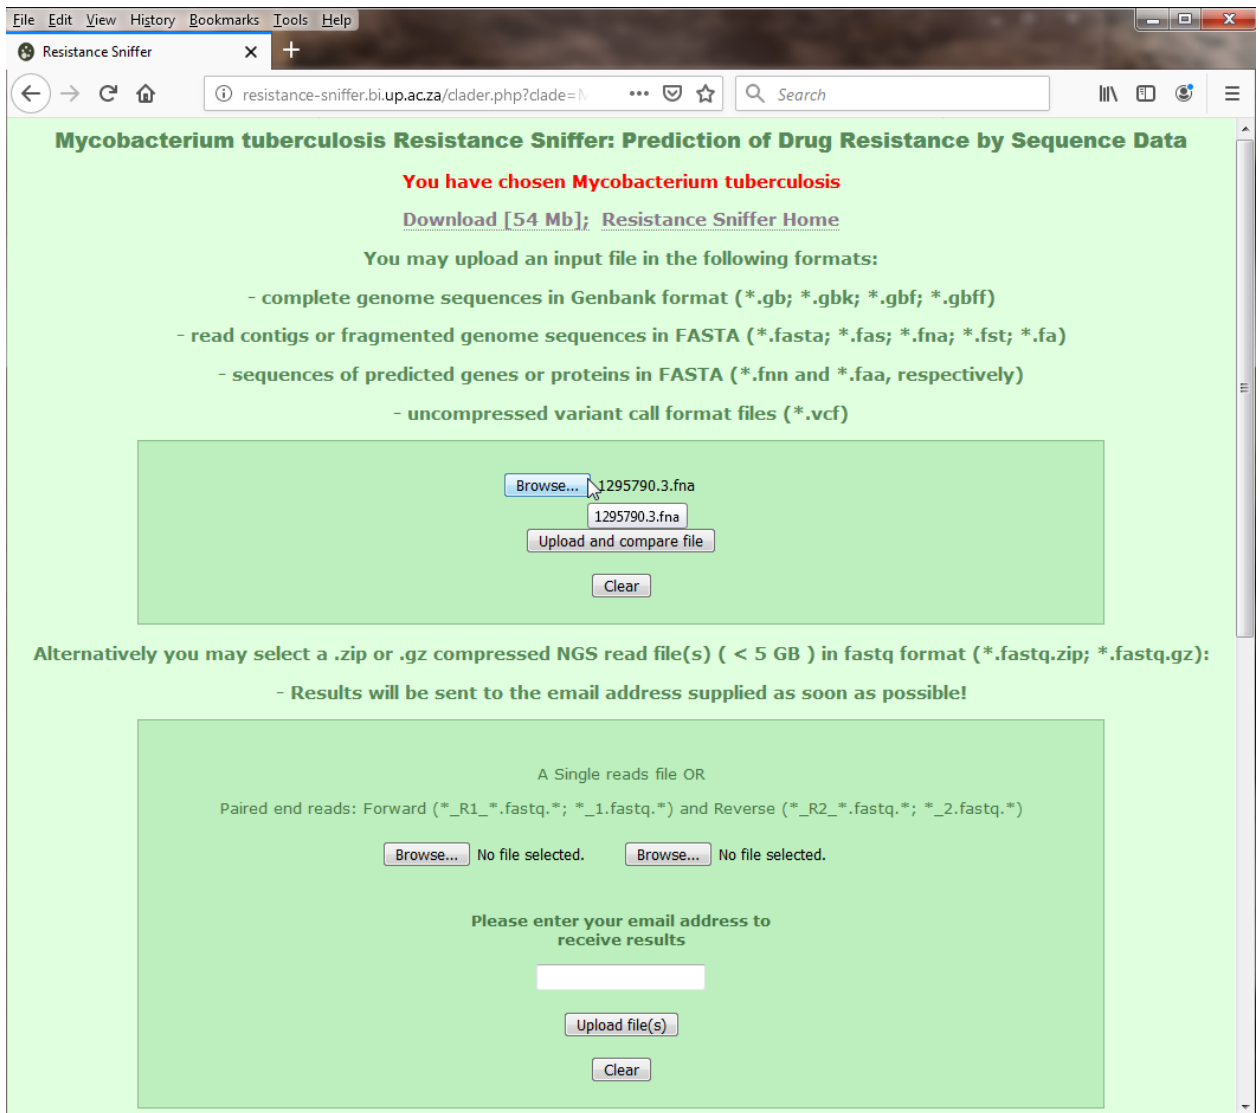 File Edit View History Bookmarks Tools Help
Resistance Sniffer
resistance-sniffer.bi.up.ac.za/clader.php?clade=
Search
Mycobacterium tuberculosis Resistance Sniffer: Prediction of Drug Resistance by Sequence Data
You have chosen Mycobacterium tuberculosis
Download [54 Mb]; Resistance Sniffer Home
You may upload an input file in the following formats:
- complete genome sequences in Genbank format (*.gb; *.gbk; *.gbf; *.gbff)
- read contigs or fragmented genome sequences in FASTA (*.fasta; *.fas; *.fna; *.fst; *.fa)
- sequences of predicted genes or proteins in FASTA (*.fnn and *.faa, respectively)
- uncompressed variant call format files (*.vcf)
Browse... 1295790.3.fna
1295790.3.fna
Upload and compare file
Clear
Alternatively you may select a .zip or .gz compressed NGS read file(s) ( < 5 GB ) in fastq format (*.fastq.zip; *.fastq.gz):
- Results will be sent to the email address supplied as soon as possible!
A Single reads file OR
Paired end reads: Forward (*_R1_*.fastq.*; *_1.fastq.*) and Reverse (*_R2_*.fastq.*; *_2.fastq.*)
Browse... No file selected. Browse... No file selected.
Please enter your email address to
receive results
Upload file(s)
Clear